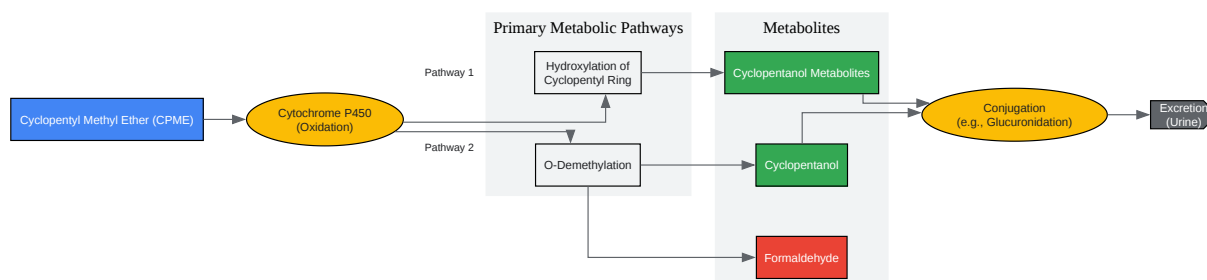 Primary Metabolic Pathways
Metabolites
Pathway 1
Hydroxylation of
Cyclopentyl Ring
Cyclopentanol Metabolites
Cyclopentyl Methyl Ether (CPME)
Cytochrome P450
(Oxidation)
Conjugation
(e.g., Glucuronidation)
Excretion
(Urine)
Pathway 2
O-Demethylation
Cyclopentanol
Formaldehyde